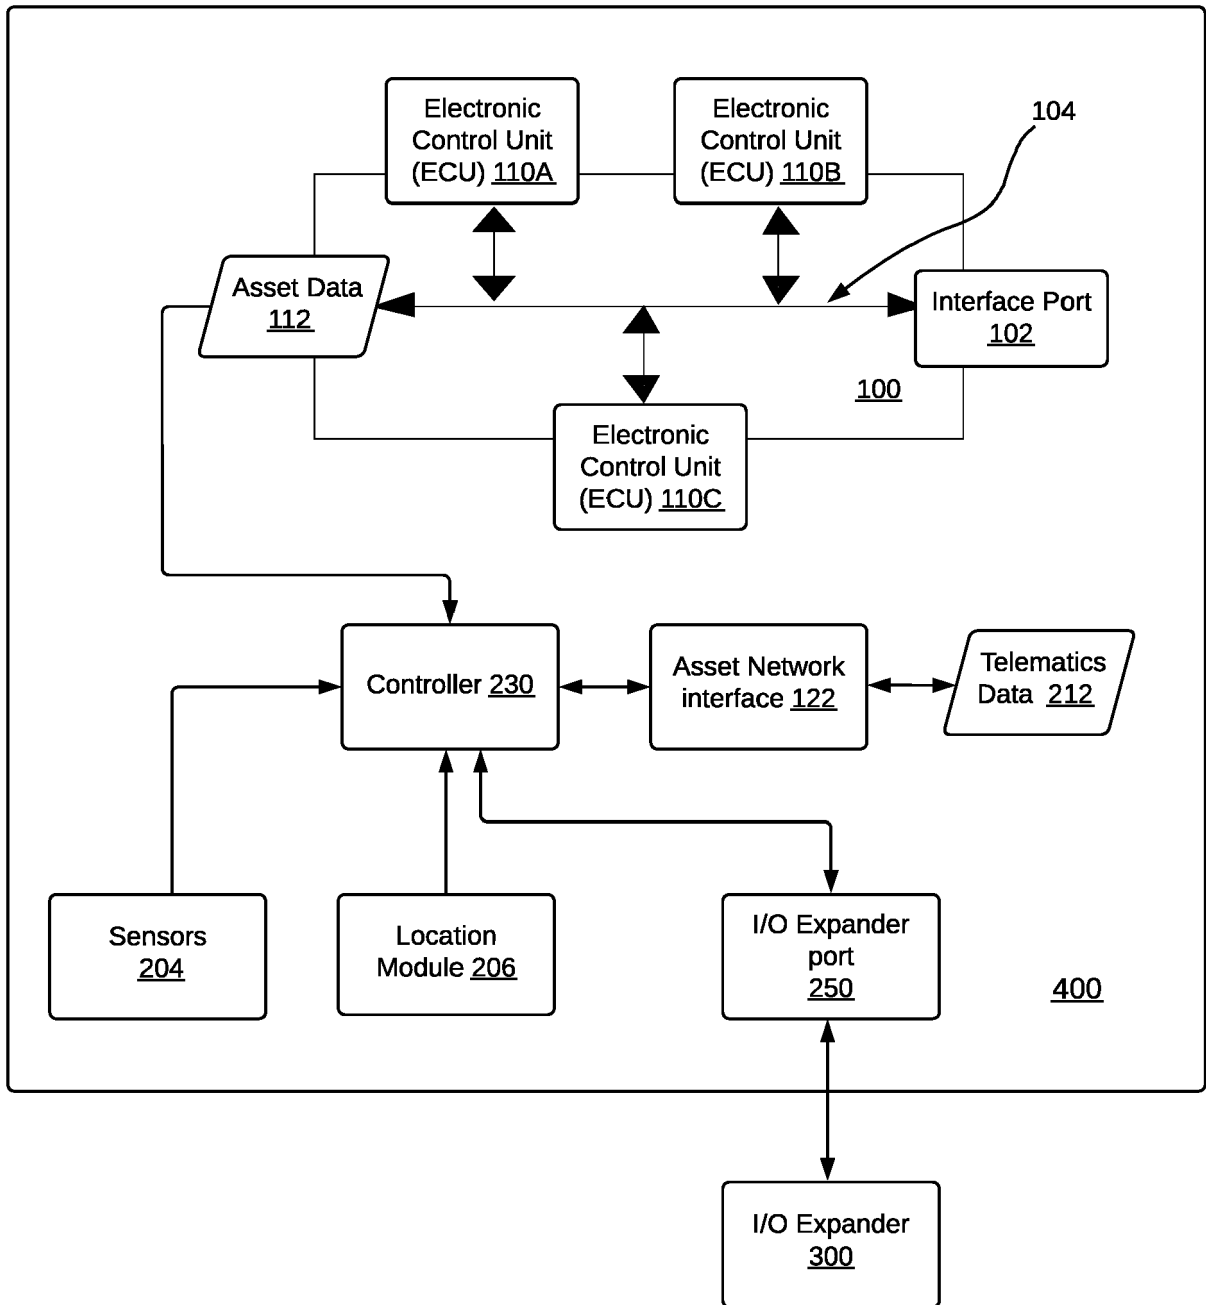 Electronic
Control Unit
(ECU) 110A
Electronic
Control Unit
(ECU) 110B
104
Asset Data
112
Interface Port
102
100
Electronic
Control Unit
(ECU) 110C
Controller 230
Asset Network
interface 122
Telematics
Data 212
Sensors
204
Location
Module 206
I/O Expander
port
250
400
I/O Expander
300